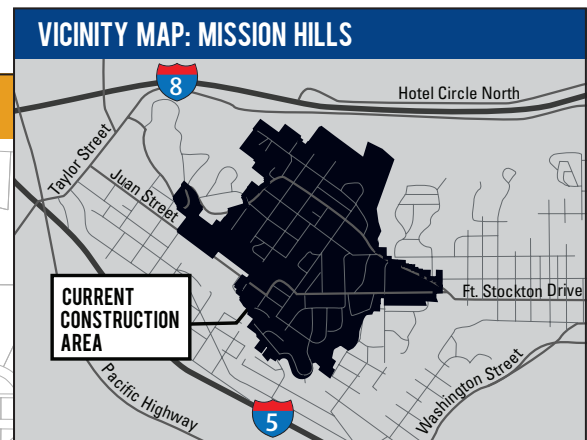 VICINITY MAP: MISSION HILLS
8
Hotel Circle North
Taylor Street
Juan Street
CURRENT
CONSTRUCTION
AREA
Ft. Stockton Drive
Pacific Highway
5
Washington Street